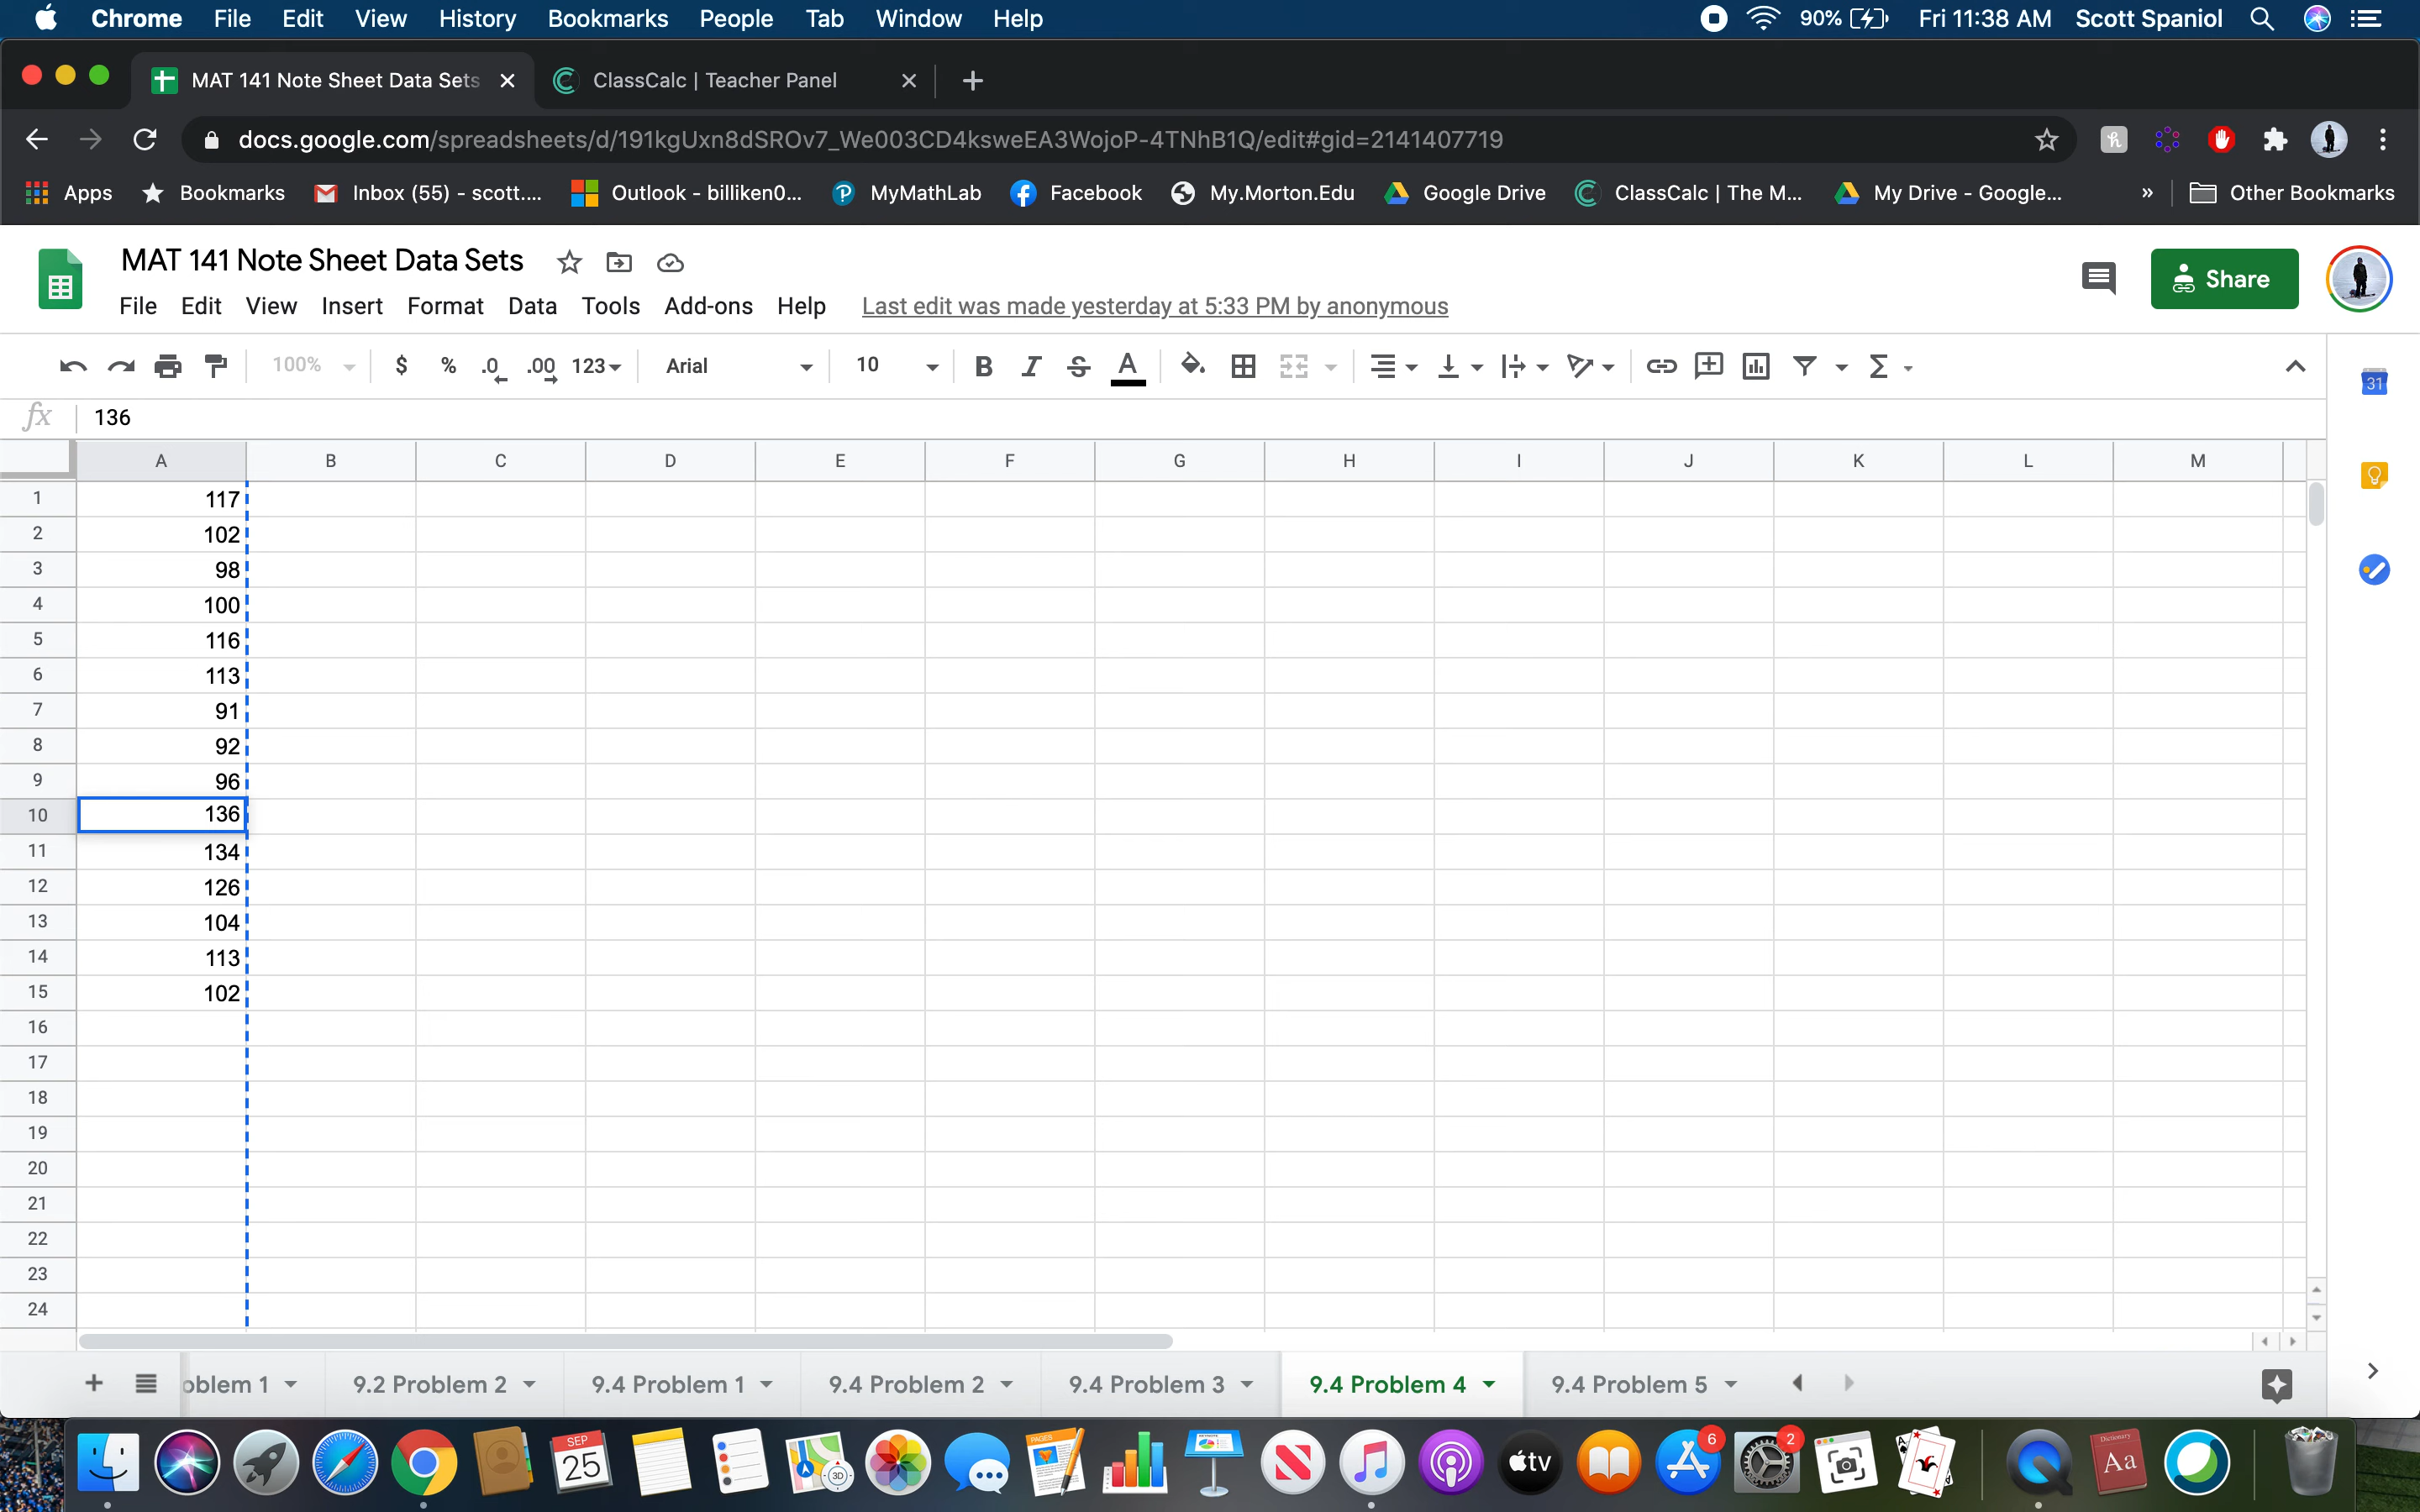 Chrome File Edit View History Bookmarks People Tab Window Help 90% Fri 11:38 AM Scott Spaniol
MAT 141 Note Sheet Data Sets ClassCalc | Teacher Panel
docs.google.com/spreadsheets/d/191kgUxn8dSROv7_We003CD4ksweEA3WojoP-4TNhB1Q/edit#gid=2141407719
Apps Bookmarks Inbox (55) - scott.... Outlook - billiken0... MyMathLab Facebook My.Morton.Edu Google Drive ClassCalc | The M... My Drive - Google... » Other Bookmarks
MAT 141 Note Sheet Data Sets
Share
File Edit View Insert Format Data Tools Add-ons Help Last edit was made yesterday at 5:33 PM by anonymous
100% $ % .0 .00 123 Arial 10 B I S A Σ
31
fx 136
A B C D E F G H I J K L M
1 117
2 102
3 98
4 100
5 116
6 113
7 91
8 92
9 96
10 136
11 134
12 126
13 104
14 113
15 102
16
17
18
19
20
21
22
23
24
+ oblem 1 9.2 Problem 2 9.4 Problem 1 9.4 Problem 2 9.4 Problem 3 9.4 Problem 4 9.4 Problem 5
SEP
25
3D
PAGES
tv
6
2
A
Dictionary
Aa